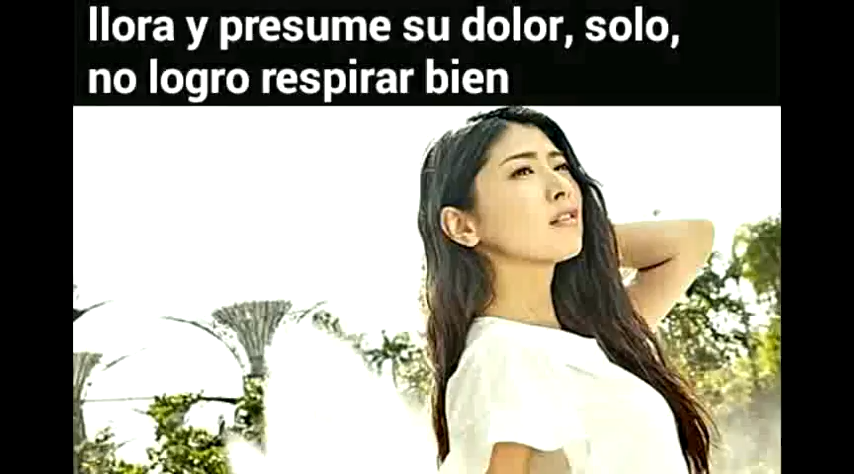 llora y presume su dolor, solo,
no logro respirar bien